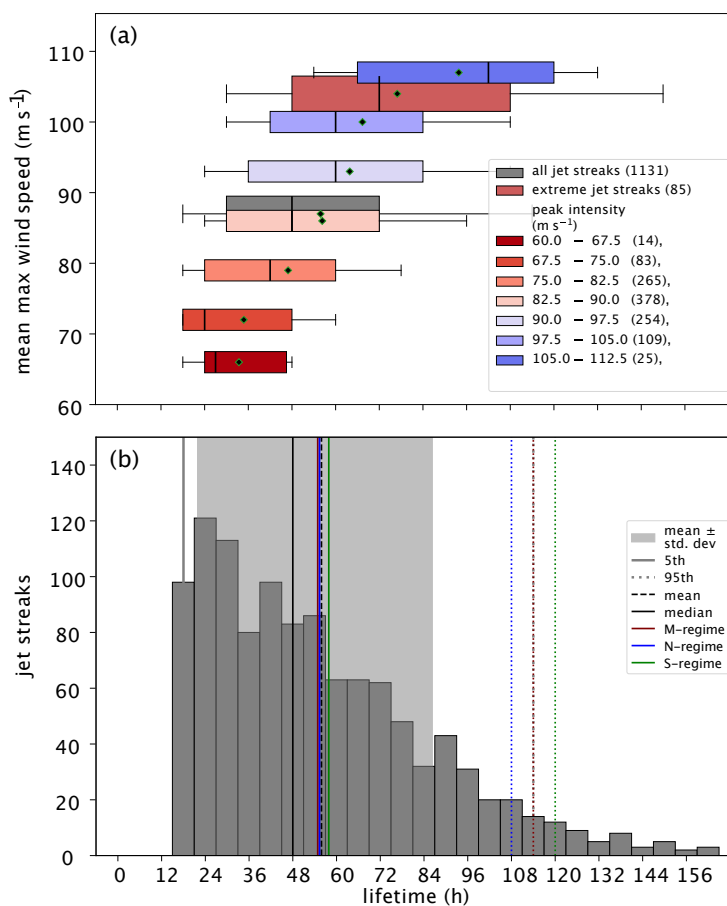 (a)
mean max wind speed (m s⁻¹)
110
100
90
80
70
60
all jet streaks (1131)
extreme jet streaks (85)
peak intensity
(m s⁻¹)
60.0 − 67.5 (14),
67.5 − 75.0 (83),
75.0 − 82.5 (265),
82.5 − 90.0 (378),
90.0 − 97.5 (254),
97.5 − 105.0 (109),
105.0 − 112.5 (25),
(b)
jet streaks
140
120
100
80
60
40
20
0
mean ±
std. dev
5th
95th
mean
median
M-regime
N-regime
S-regime
0 12 24 36 48 60 72 84 96 108 120 132 144 156
lifetime (h)